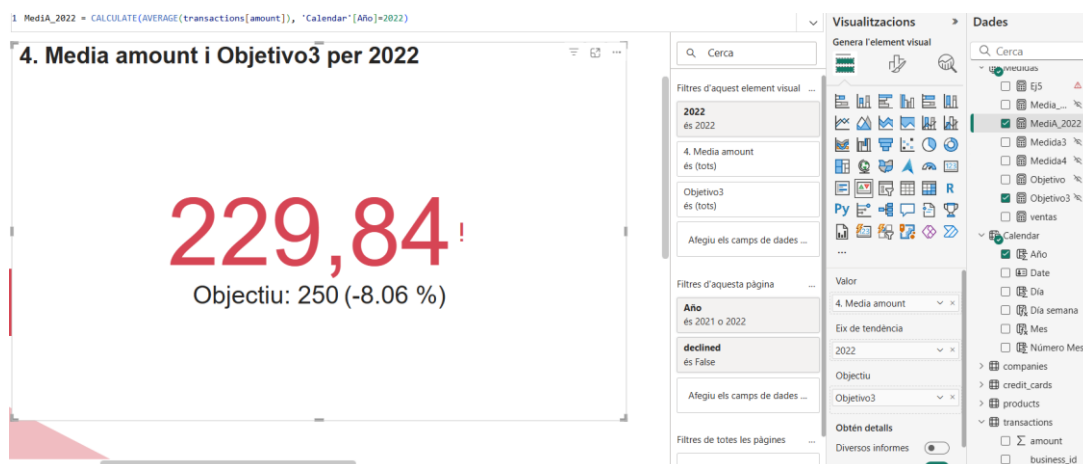 1 MediA_2022 = CALCULATE(AVERAGE(transactions[amount]), 'Calendar'[Año]=2022)
4. Media amount i Objetivo3 per 2022
229,84!
Objectiu: 250 (-8.06 %)
Cerca
Filtres d'aquest element visual ...
2022
és 2022
4. Media amount
és (tots)
Objetivo3
és (tots)
Afegiu els camps de dades ...
Filtres d'aquesta pàgina ...
Año
és 2021 o 2022
declined
és False
Afegiu els camps de dades ...
Filtres de totes les pàgines ...
Visualitzacions
Genera l'element visual
R
Py
...
Valor
4. Media amount
Eix de tendència
2022
Objectiu
Objetivo3
Obtén detalls
Diversos informes
Dades
Cerca
Medidas
Ej5
Media_...
MediA_2022
Medida3
Medida4
Objetivo
Objetivo3
ventas
Calendar
Año
Date
Día
Día semana
Mes
Número Mes
companies
credit_cards
products
transactions
amount
business_id